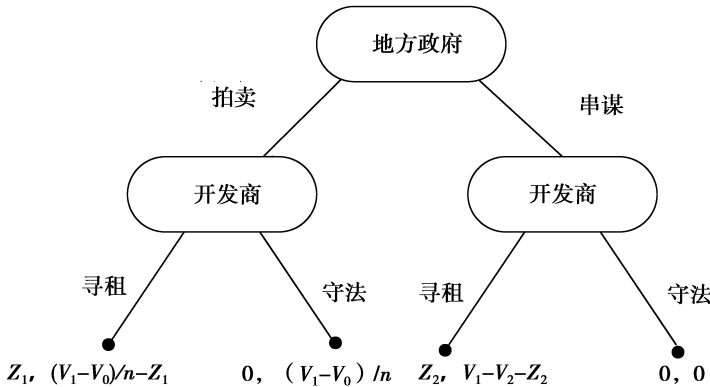 地方政府
拍卖
串谋
开发商
开发商
寻租
守法
寻租
守法
Z₁, (V₁–V₀)/n–Z₁
0, （V₁–V₀）/n
Z₂, V₁–V₂–Z₂
0, 0